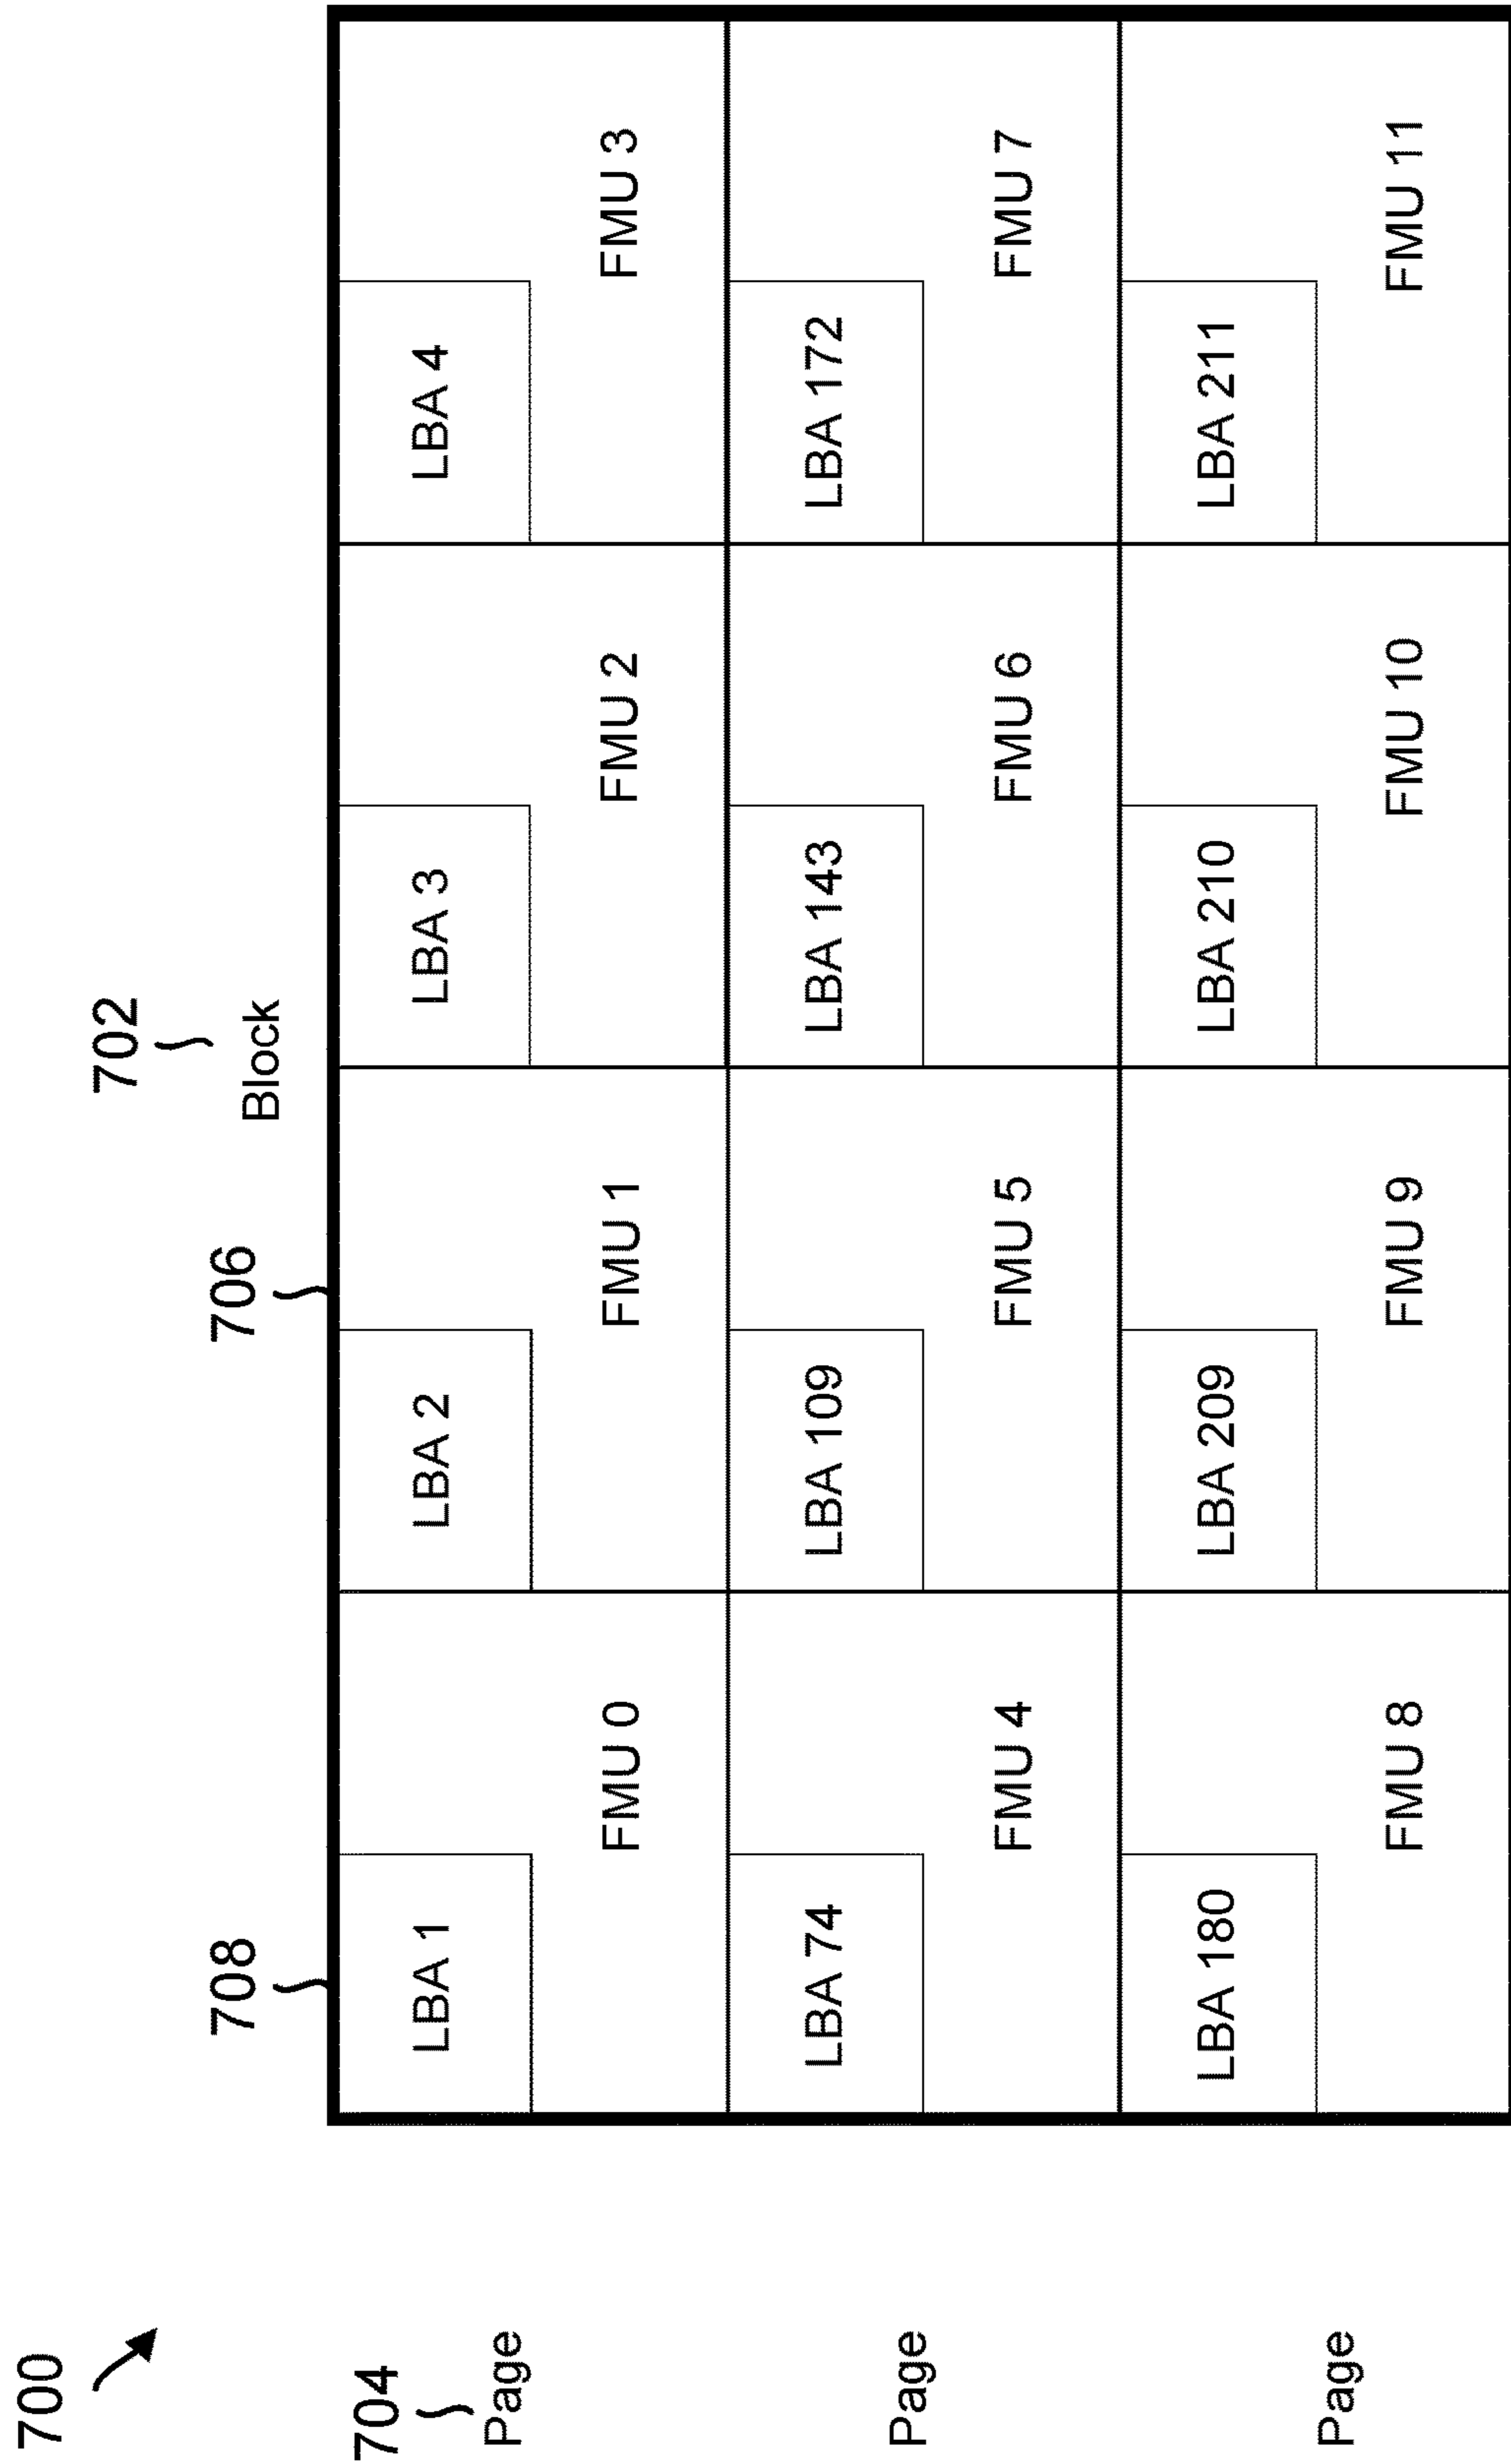 700
702
Block
708
706
704
Page
LBA 1
LBA 2
LBA 3
LBA 4
FMU 0
FMU 1
FMU 2
FMU 3
Page
LBA 74
LBA 109
LBA 143
LBA 172
FMU 4
FMU 5
FMU 6
FMU 7
Page
LBA 180
LBA 209
LBA 210
LBA 211
FMU 8
FMU 9
FMU 10
FMU 11